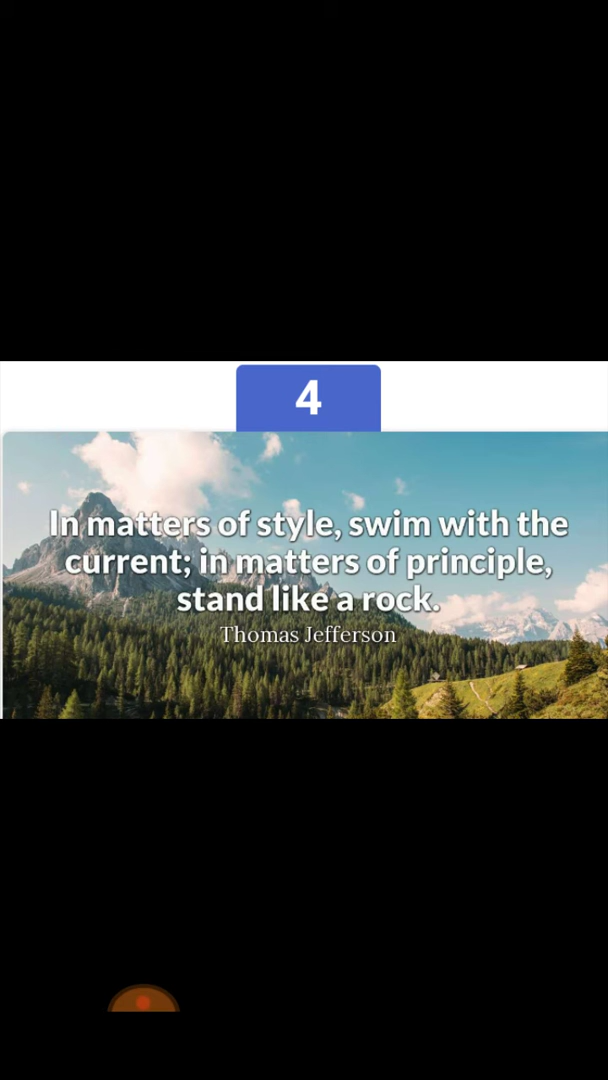 4
In matters of style, swim with the
current; in matters of principle,
stand like a rock.
Thomas Jefferson